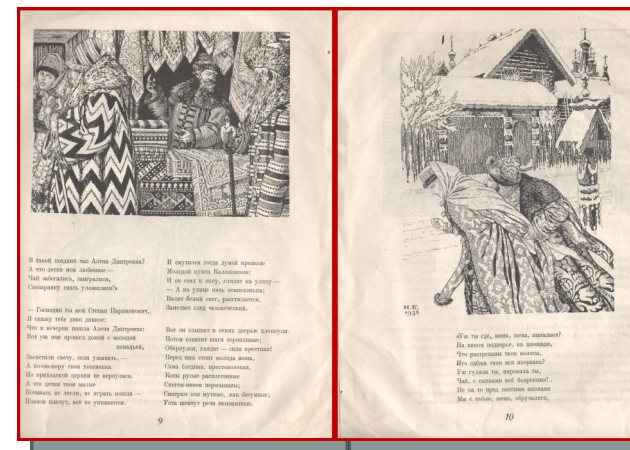 В такой поздний час Алена Дмитревна?
А что детки мои любезные —
Чай забегались, заигралися,
Спозаранку спать уложилися?»
— Господин ты мой Степан Парамонович,
Я скажу тебе диво дивное:
Что к вечерне пошла Алена Дмитревна;
Вот уж поп прошел домой с молодой
попадьей,
Засветили свечу, сели ужинать, —
А по-сю-пору твоя хозяюшка
Из приходской церкви не вернулася.
А что детки твои малые
Почивать не легли, не играть пошли —
Плачем плачут, всё не унимаются.
И смутился тогда думой крепкою
Молодой купец Калашников;
И он стал к окну, глядит на улицу —
— А на улице ночь темнехонька;
Валит белый снег, расстилается,
Заметает след человеческий.
Вот он слышит в сенях дверью хлопнули.
Потом слышит шаги торопливые;
Обернулся, глядит — сила крестная!
Перед ним стоит молода жена,
Сама бледная, простоволосая,
Косы русые расплетенные
Снегом-инеем пересыпаны;
Смотрят очи мутные, как безумные;
Уста шепчут речи непонятные.
9
1938
«Уж ты где, жена, жена, шаталася?
На каком подворье, на площади,
Что растрепаны твои волосы,
Что одёжа твоя вся изорвана?
Уж гуляла ты, пировала ты,
Чай, с сынками всё боярскими!..
Не на то пред святыми иконами
Мы с тобою, жена, обручалися,
10